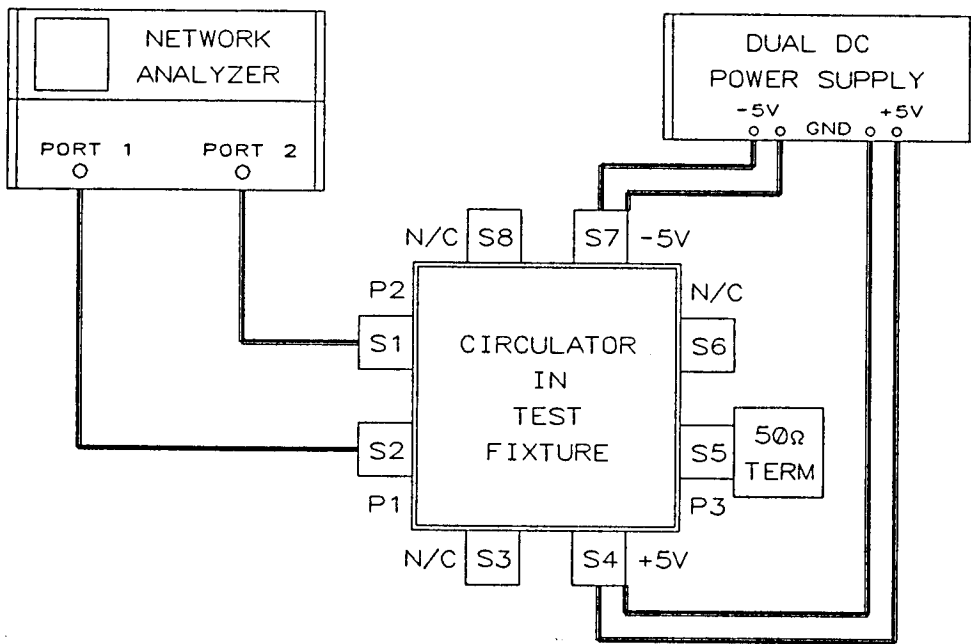 NETWORK
ANALYZER
PORT 1
PORT 2
DUAL DC
POWER SUPPLY
-5V
GND
+5V
N/C
S8
S7
-5V
P2
N/C
S1
S6
CIRCULATOR
IN
TEST
FIXTURE
S2
S5
50Ω
TERM
P1
P3
N/C
S3
S4
+5V